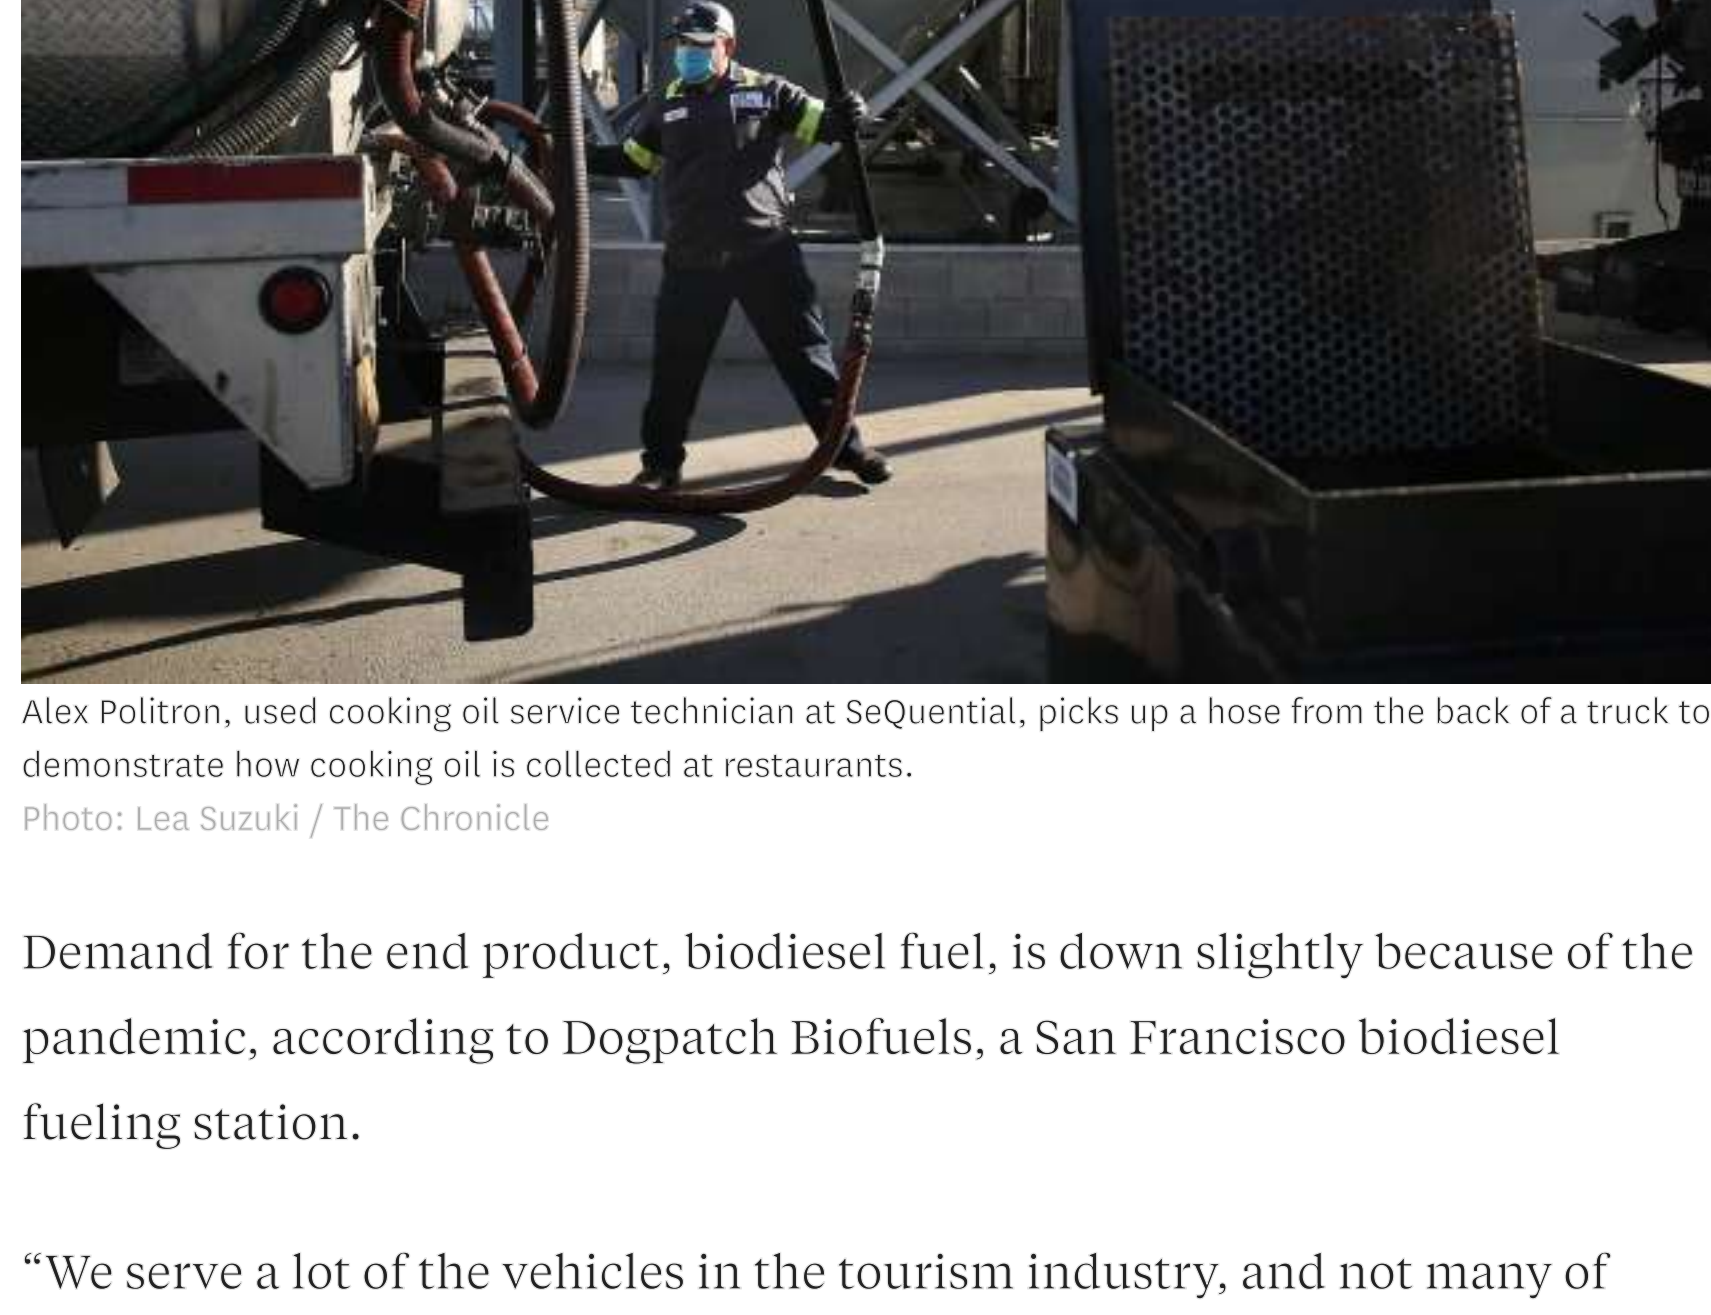 Alex Politron, used cooking oil service technician at SeQuential, picks up a hose from the back of a truck to
demonstrate how cooking oil is collected at restaurants.
Photo: Lea Suzuki / The Chronicle
Demand for the end product, biodiesel fuel, is down slightly because of the
pandemic, according to Dogpatch Biofuels, a San Francisco biodiesel
fueling station.
“We serve a lot of the vehicles in the tourism industry, and not many of